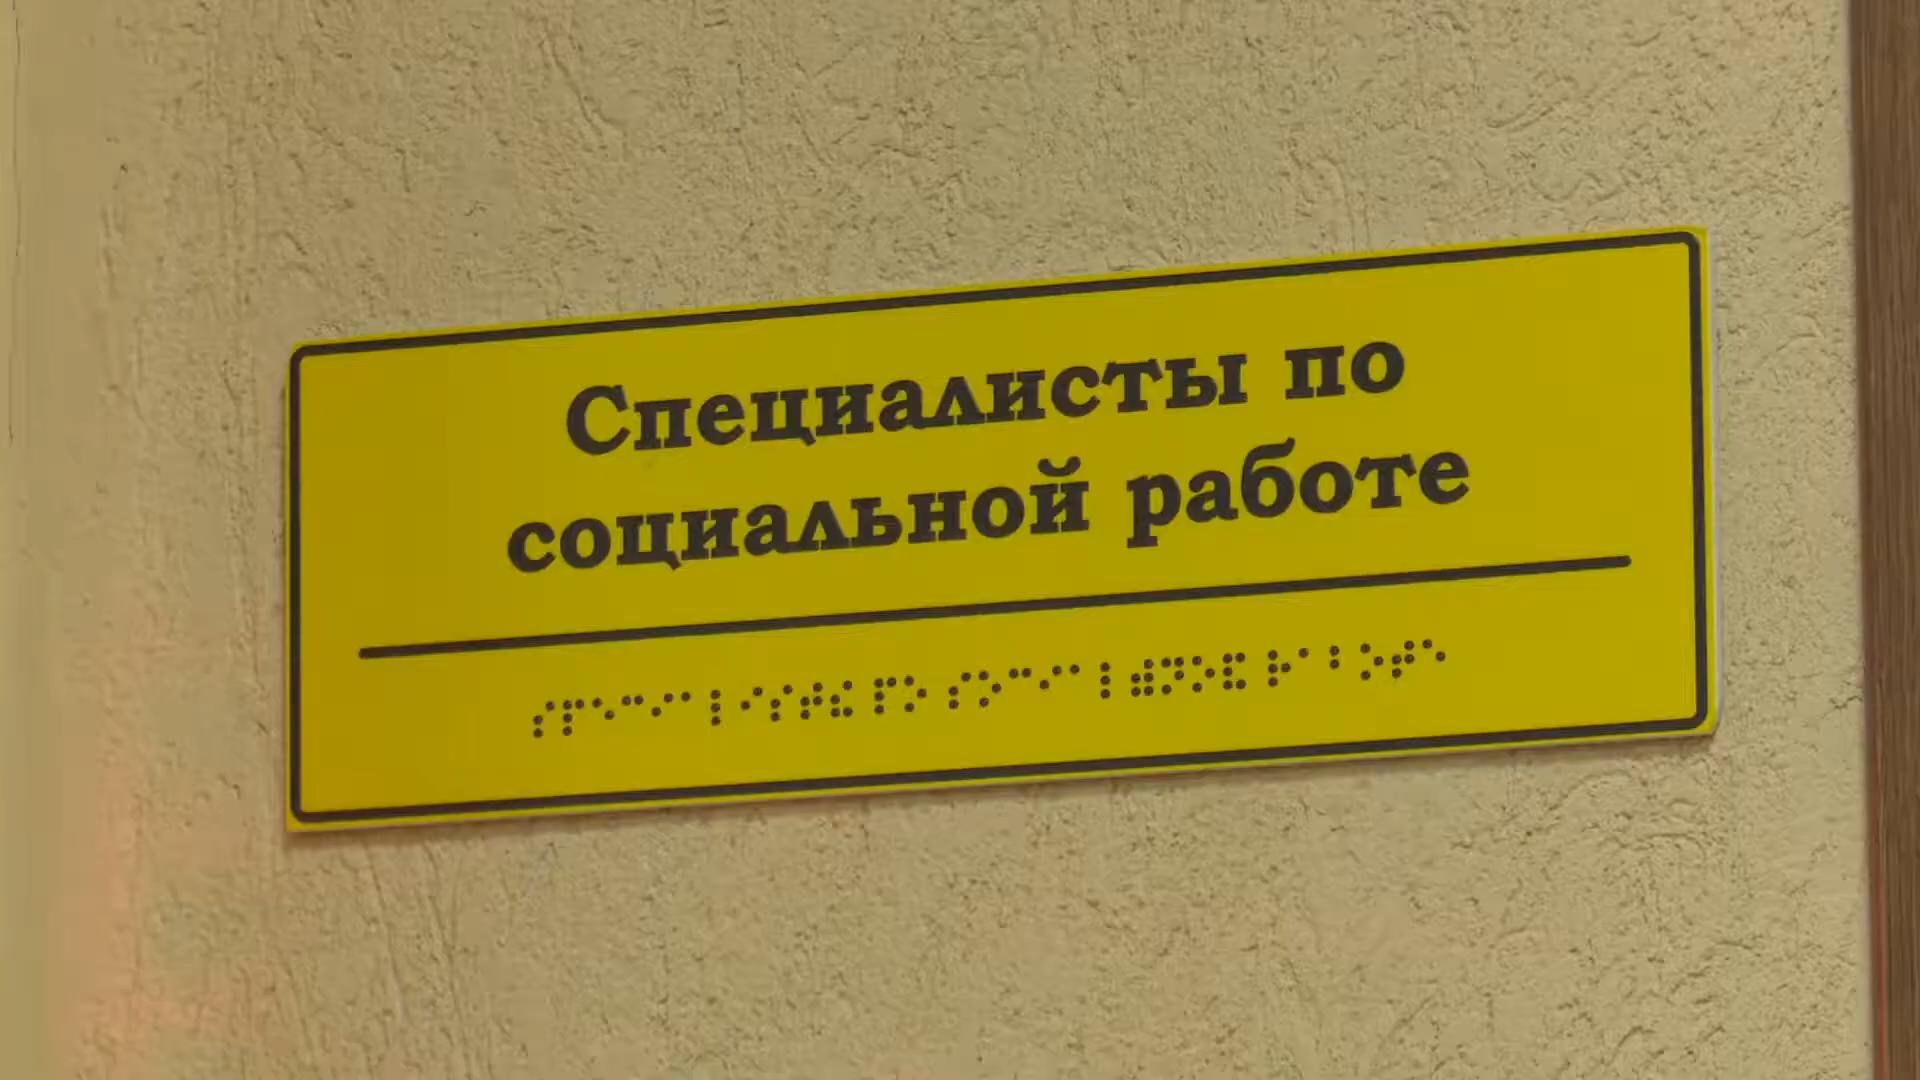 Специалисты по
социальной работе
⠎⠏⠑⠉⠊⠁⠇⠊⠎⠞⠮ ⠏⠕ ⠎⠕⠉⠊⠁⠇⠾⠝⠕⠯ ⠗⠁⠃⠕⠞⠑